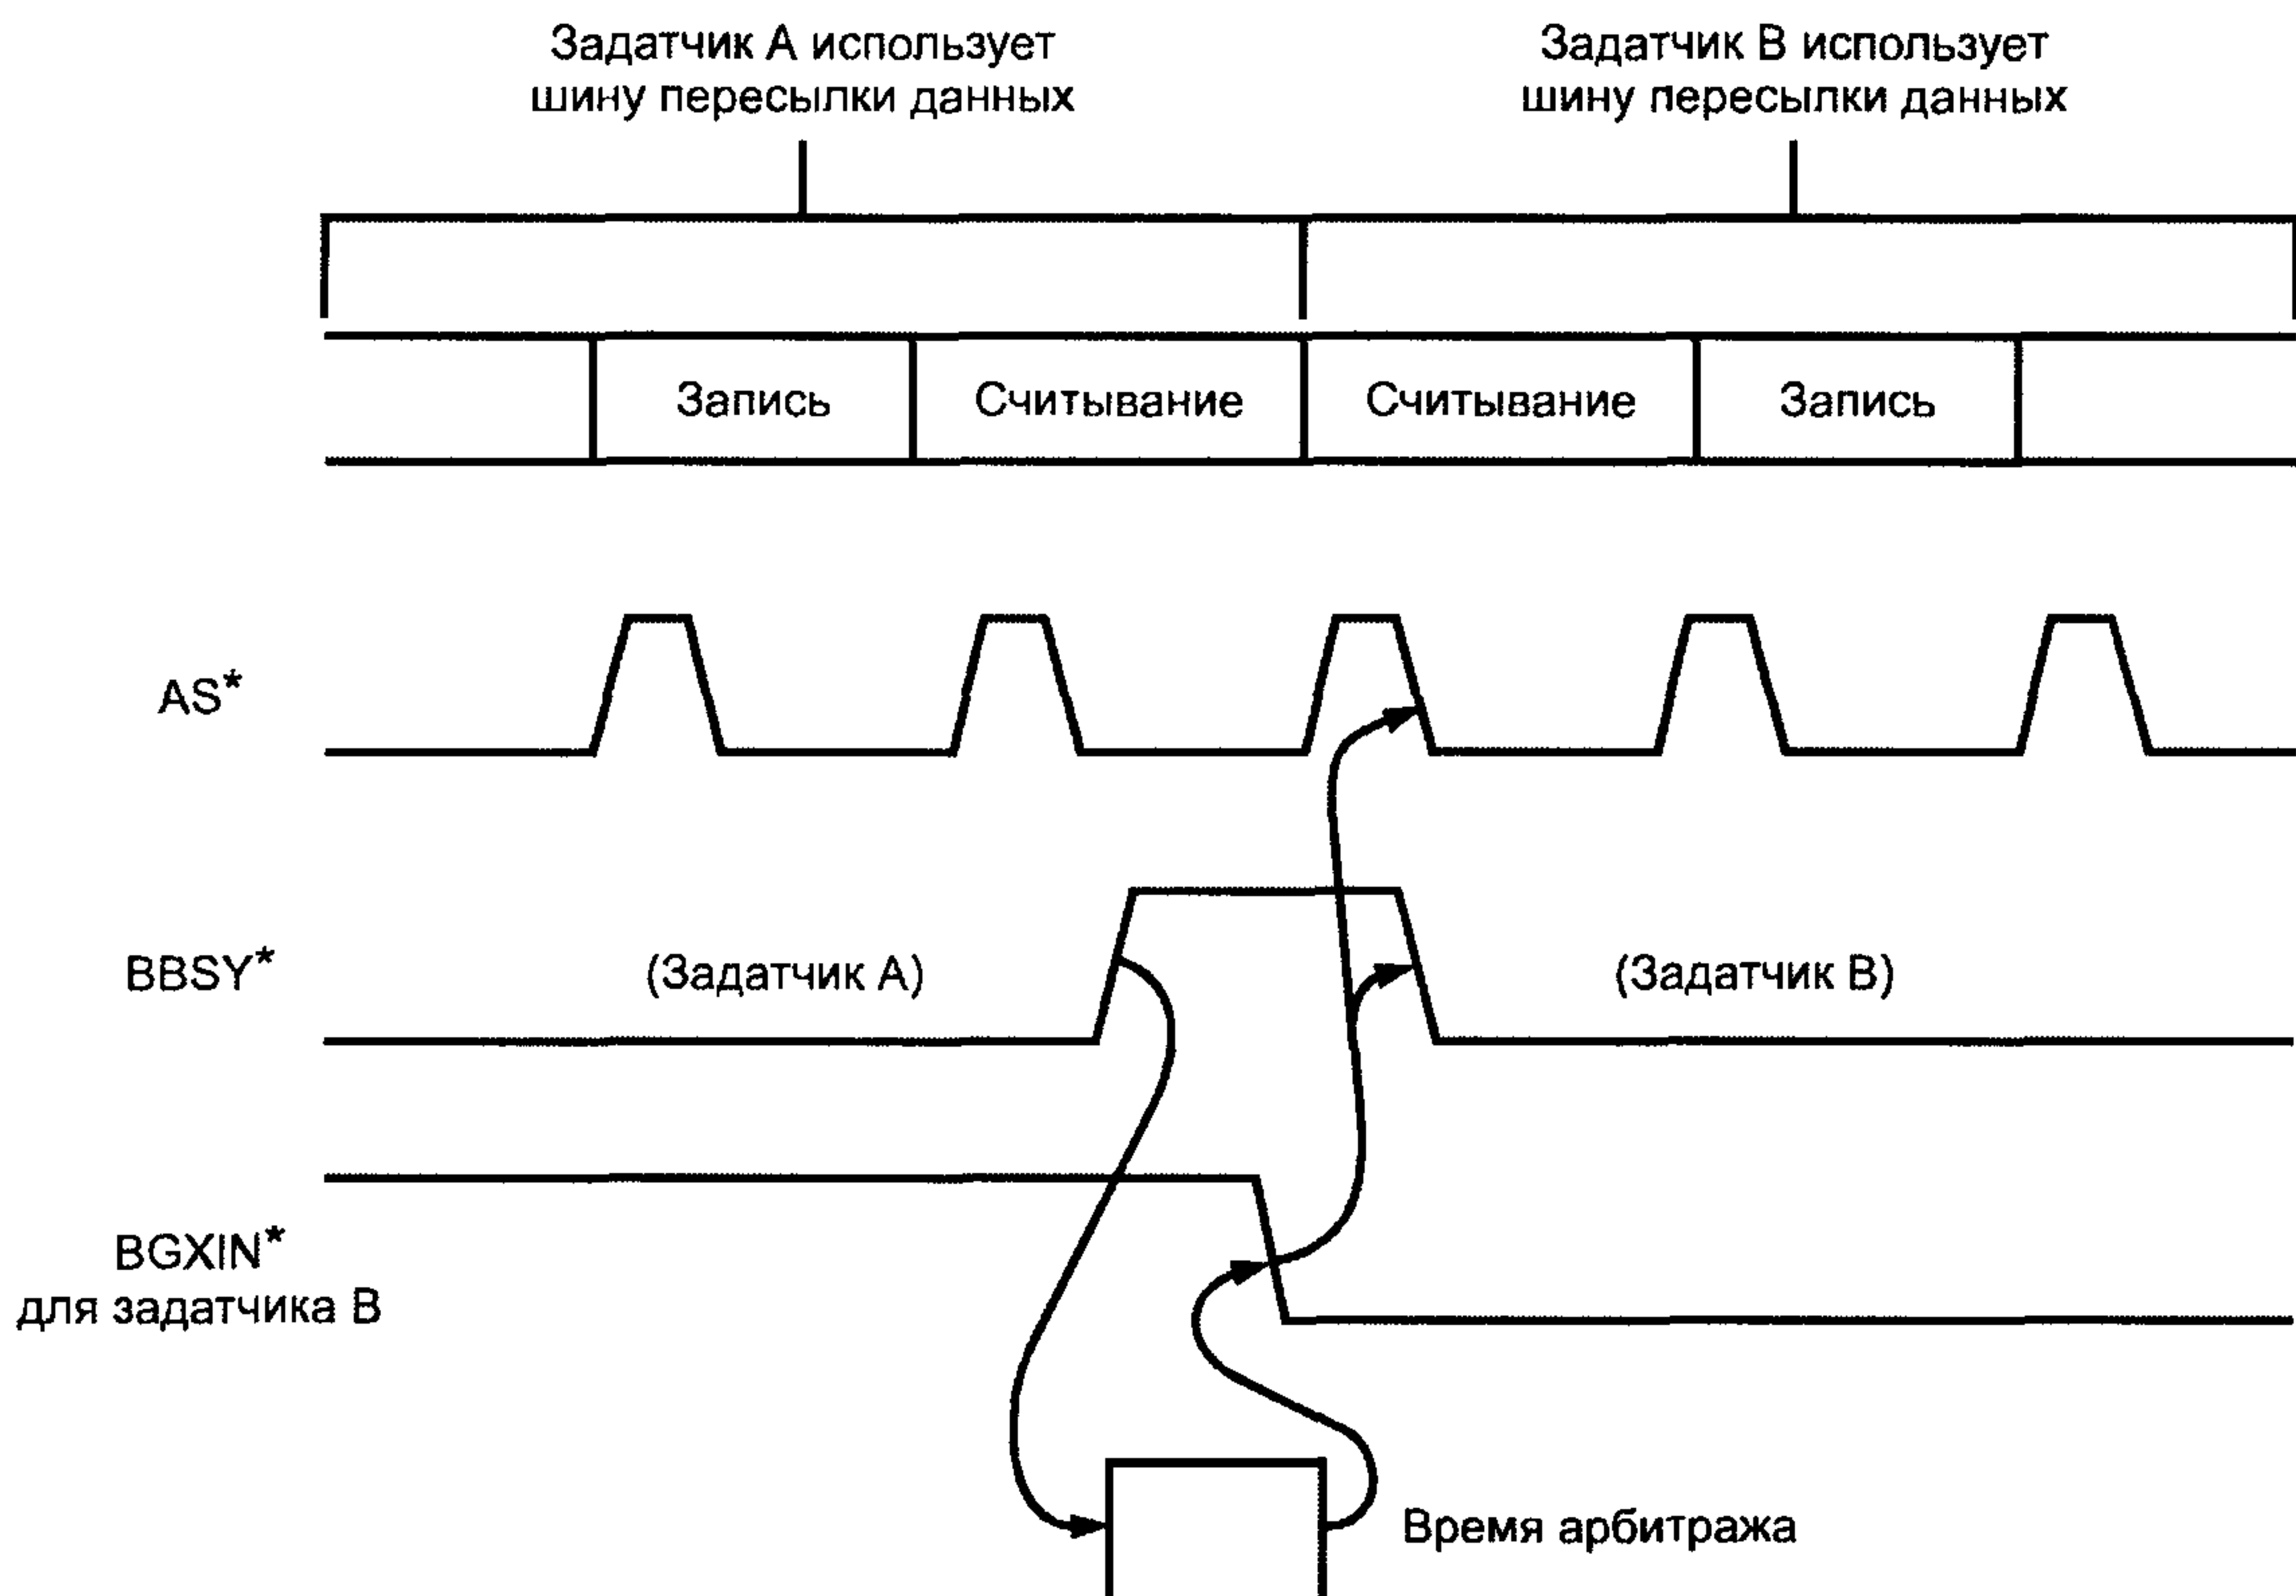 Задатчик А использует
шину пересылки данных
Задатчик В использует
шину пересылки данных
Запись
Считывание
Считывание
Запись
AS*
BBSY*
(Задатчик А)
(Задатчик В)
BGXIN*
для задатчика В
Время арбитража